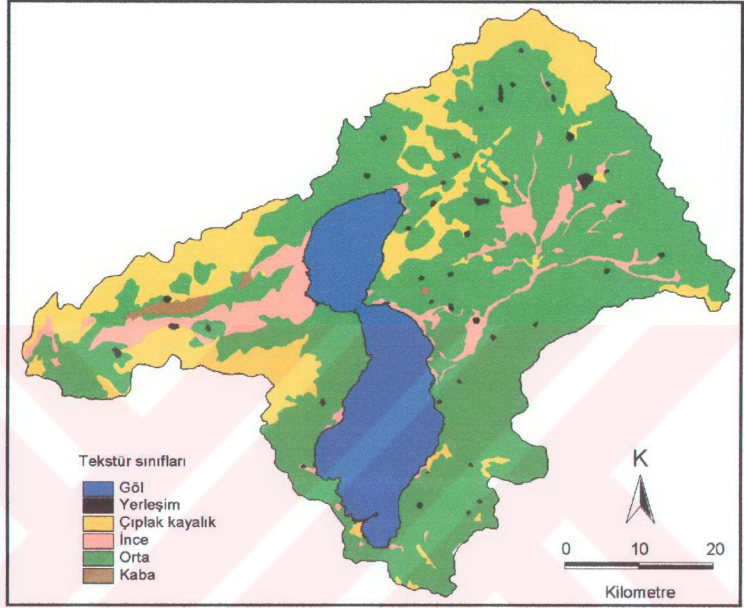 Tekstür sınıfları
Göl
Yerleşim
Çıplak kayalık
İnce
Orta
Kaba
K
0 10 20
Kilometre